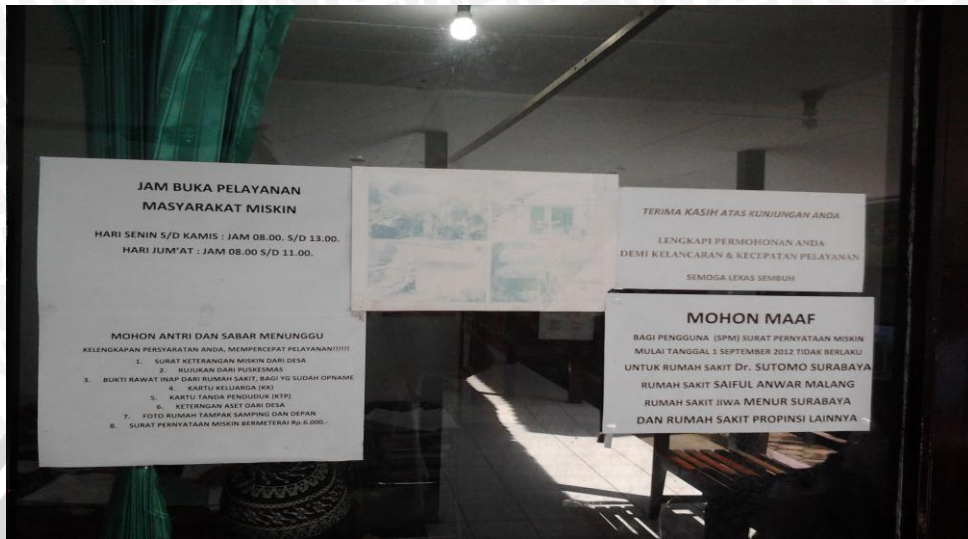 JAM BUKA PELAYANAN
MASYARAKAT MISKIN
HARI SENIN S/D KAMIS : JAM 08.00. S/D 13.00.
HARI JUM'AT : JAM 08.00 S/D 11.00.
MOHON ANTRI DAN SABAR MENUNGGU
KELENGKAPAN PERSYARATAN ANDA, MEMPERCEPAT PELAYANAN!!!!!!
1. SURAT KETERANGAN MISKIN DARI DESA
2. RUJUKAN DARI PUSKESMAS
3. BUKTI RAWAT INAP DARI RUMAH SAKIT, BAGI YG SUDAH OPNAME
4. KARTU KELUARGA (KK)
5. KARTU TANDA PENDUDUK (KTP)
6. KETERNGAN ASET DARI DESA
7. FOTO RUMAH TAMPAK SAMPING DAN DEPAN
8. SURAT PERNYATAAN MISKIN BERMETERAI Rp.6.000.-
TERIMA KASIH ATAS KUNJUNGAN ANDA
LENGKAPI PERMOHONAN ANDA
DEMI KELANCARAN & KECEPATAN PELAYANAN
SEMOGA LEKAS SEMBUH
MOHON MAAF
BAGI PENGGUNA (SPM) SURAT PERNYATAAN MISKIN
MULAI TANGGAL 1 SEPTEMBER 2012 TIDAK BERLAKU
UNTUK RUMAH SAKIT Dr. SUTOMO SURABAYA
RUMAH SAKIT SAIFUL ANWAR MALANG
RUMAH SAKIT JIWA MENUR SURABAYA
DAN RUMAH SAKIT PROPINSI LAINNYA